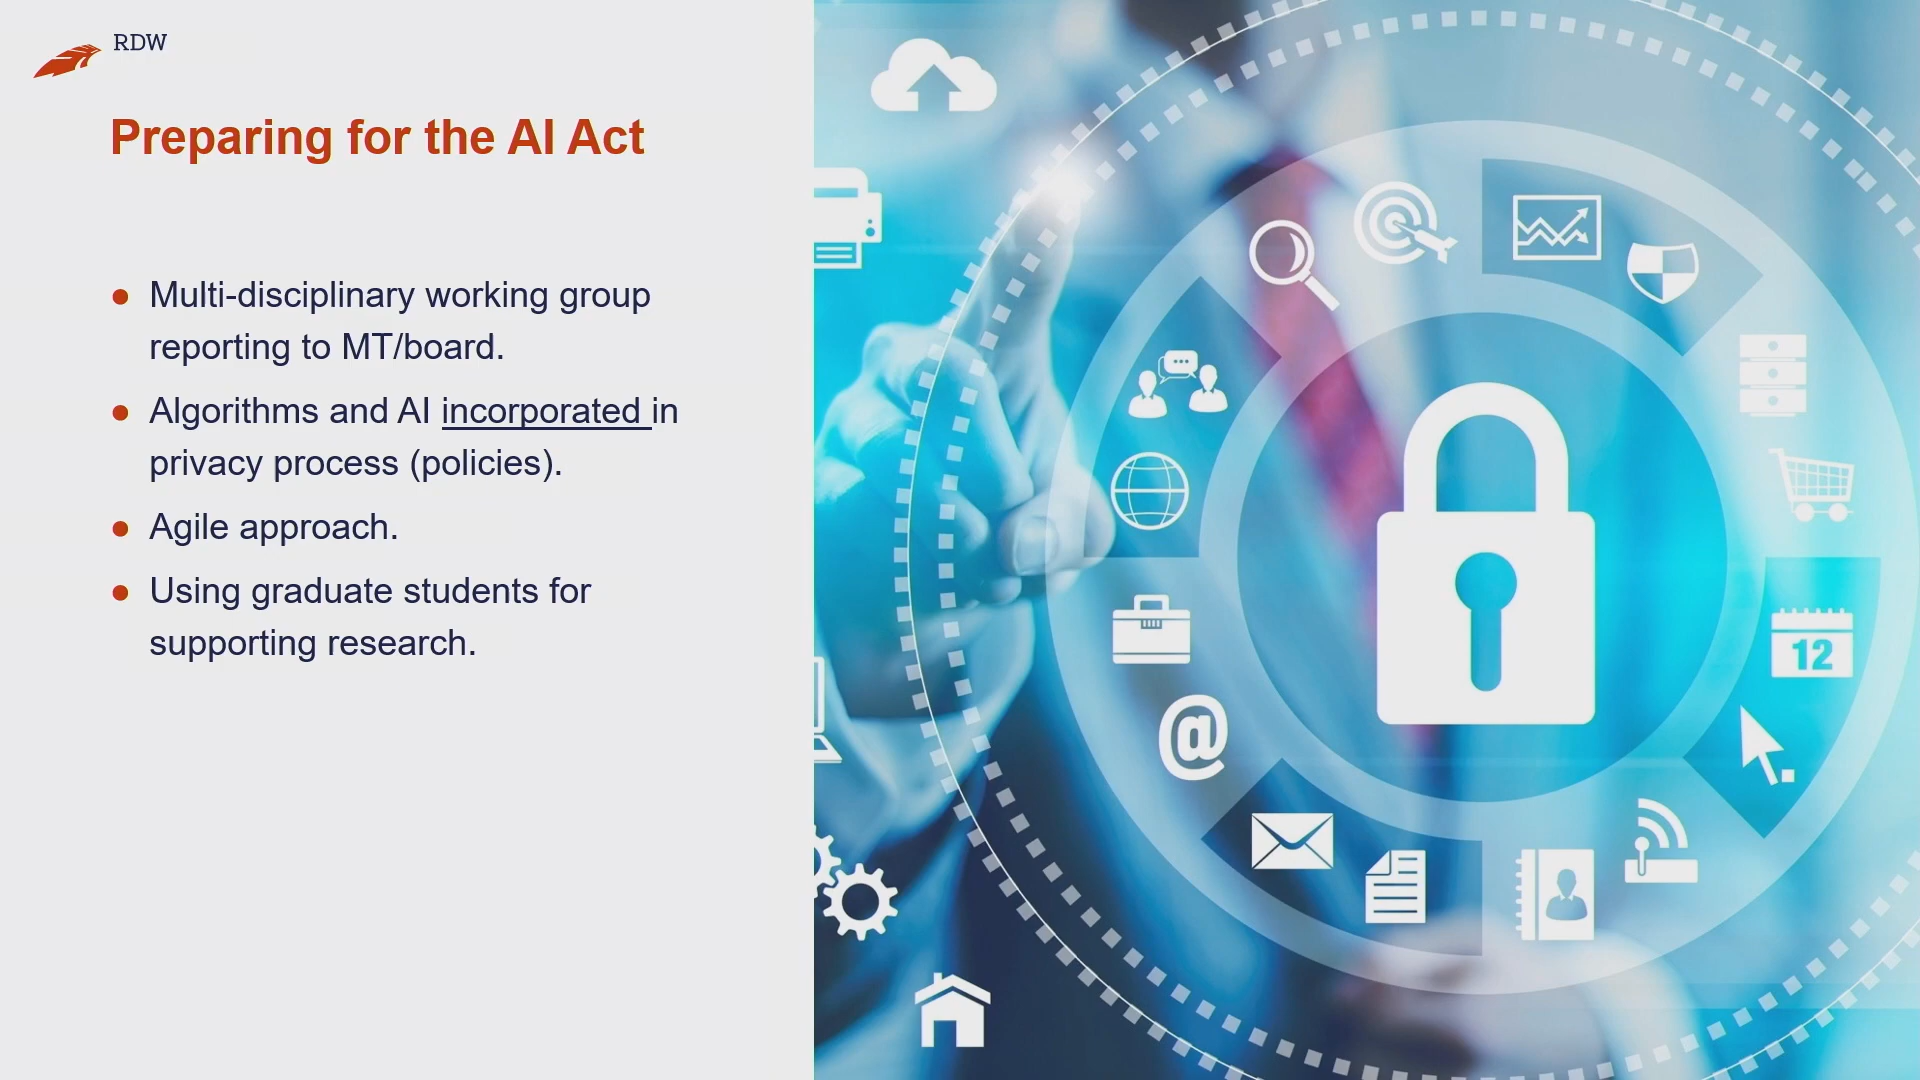 RDW
Preparing for the AI Act
Multi-disciplinary working group
reporting to MT/board.
Algorithms and AI incorporated in
privacy process (policies).
Agile approach.
Using graduate students for
supporting research.
@
12